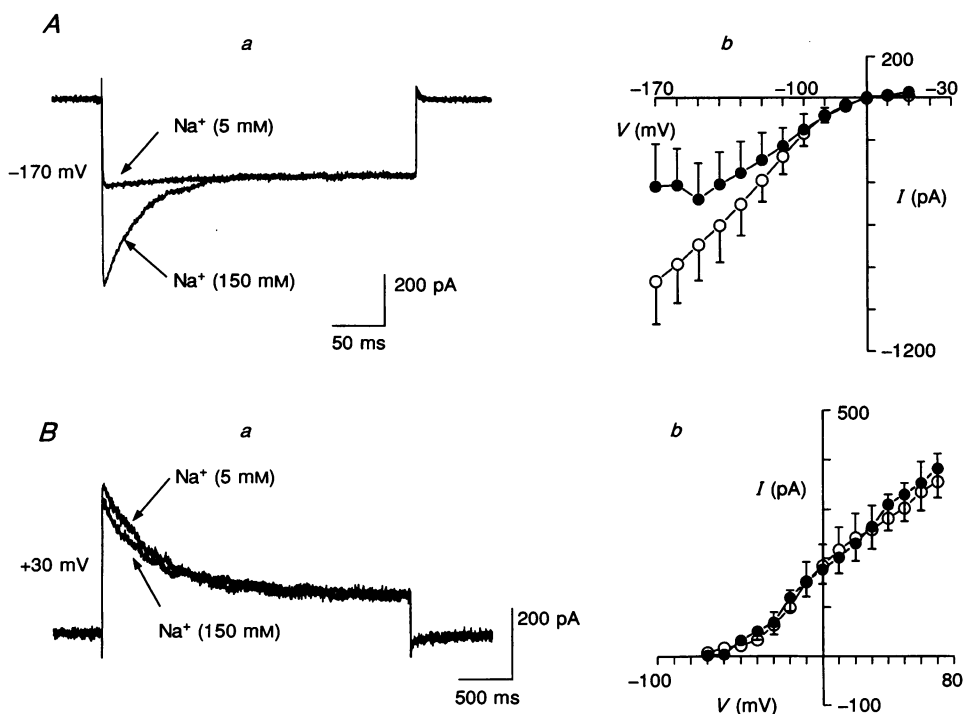 A
a
b
Na⁺ (5 mM)
−170 mV
Na⁺ (150 mM)
200 pA
50 ms
200
−170
−100
−30
V (mV)
I (pA)
−1200
B
a
b
Na⁺ (5 mM)
+30 mV
Na⁺ (150 mM)
200 pA
500 ms
500
I (pA)
−100
80
V (mV)
−100